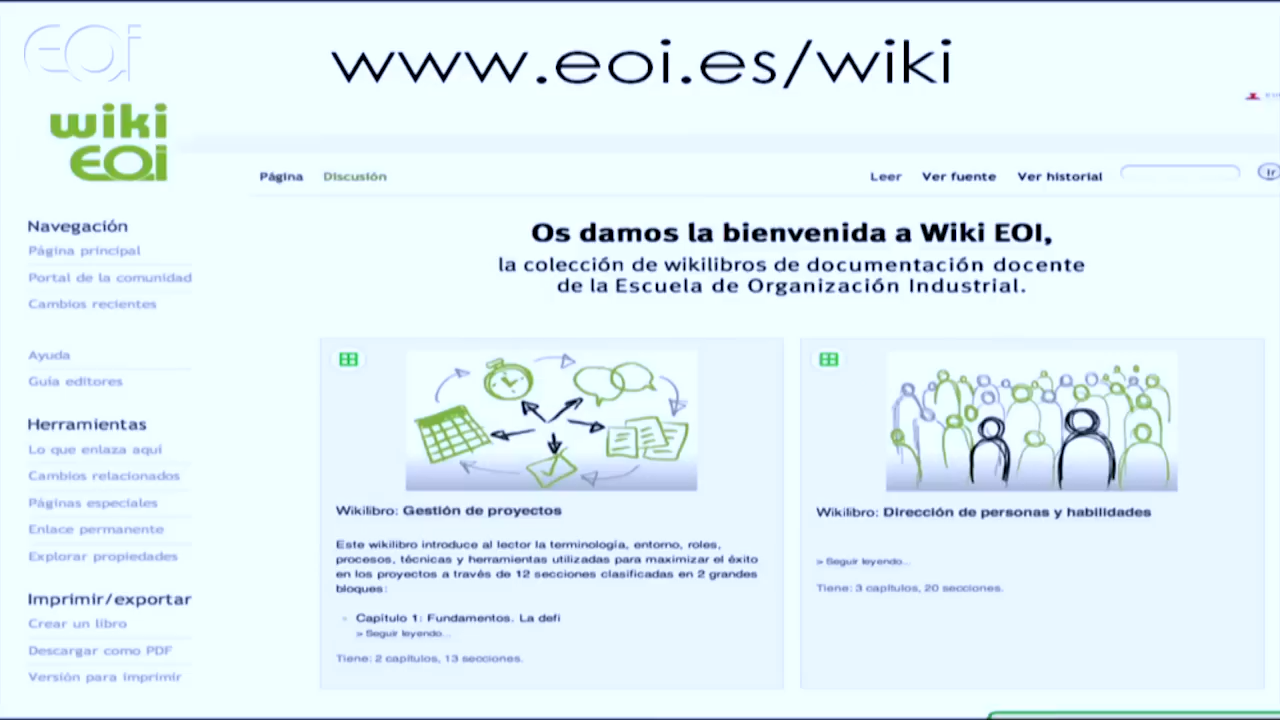 EOI
www.eoi.es/wiki
wiki
EOI
Página Discusión Leer Ver fuente Ver historial Ir
Navegación
Página principal
Portal de la comunidad
Cambios recientes
Ayuda
Guía editores
Herramientas
Lo que enlaza aquí
Cambios relacionados
Páginas especiales
Enlace permanente
Explorar propiedades
Imprimir/exportar
Crear un libro
Descargar como PDF
Versión para imprimir
Os damos la bienvenida a Wiki EOI,
la colección de wikilibros de documentación docente
de la Escuela de Organización Industrial.
Wikilibro: Gestión de proyectos
Este wikilibro introduce al lector la terminología, entorno, roles,
procesos, técnicas y herramientas utilizadas para maximizar el éxito
en los proyectos a través de 12 secciones clasificadas en 2 grandes
bloques:
Capítulo 1: Fundamentos. La defi
» Seguir leyendo...
Tiene: 2 capítulos, 13 secciones.
Wikilibro: Dirección de personas y habilidades
» Seguir leyendo...
Tiene: 3 capítulos, 20 secciones.